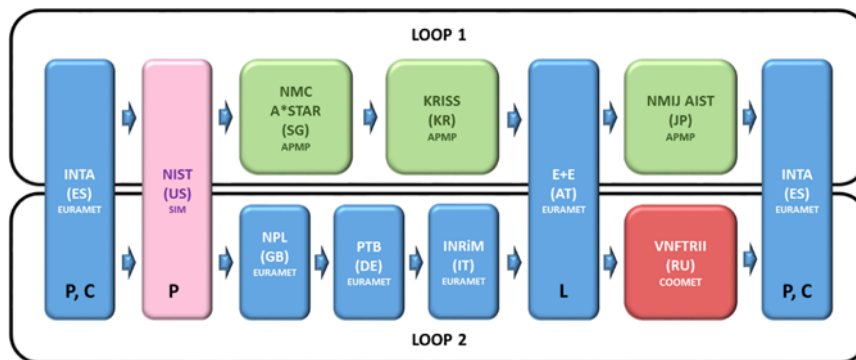 LOOP 1
INTA
(ES)
EURAMET
P, C
NIST
(US)
SIM
P
NMC
A*STAR
(SG)
APMP
KRISS
(KR)
APMP
E+E
(AT)
EURAMET
L
NMIJ AIST
(JP)
APMP
INTA
(ES)
EURAMET
P, C
NPL
(GB)
EURAMET
PTB
(DE)
EURAMET
INRiM
(IT)
EURAMET
VNFTRII
(RU)
COOMET
LOOP 2